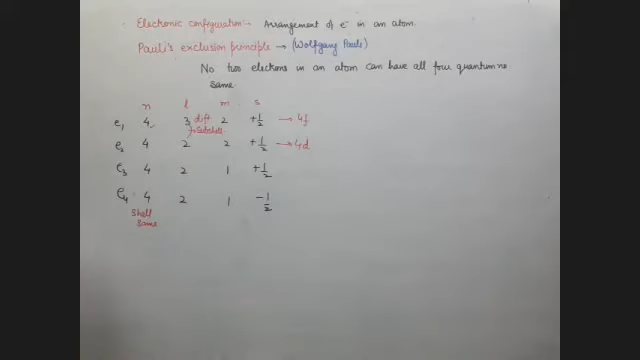 Electronic configuration - Arrangement of e⁻ in an atom.
Pauli's exclusion principle → (Wolfgang Pauli)
No two electrons in an atom can have all four quantum no
same
n l m s
e₁ 4 3 diff 2 +1/2 → 4f
subshell
e₂ 4 2 2 +1/2 → 4d
e₃ 4 2 1 +1/2
e₄ 4 2 1 -1/2
Shell
same